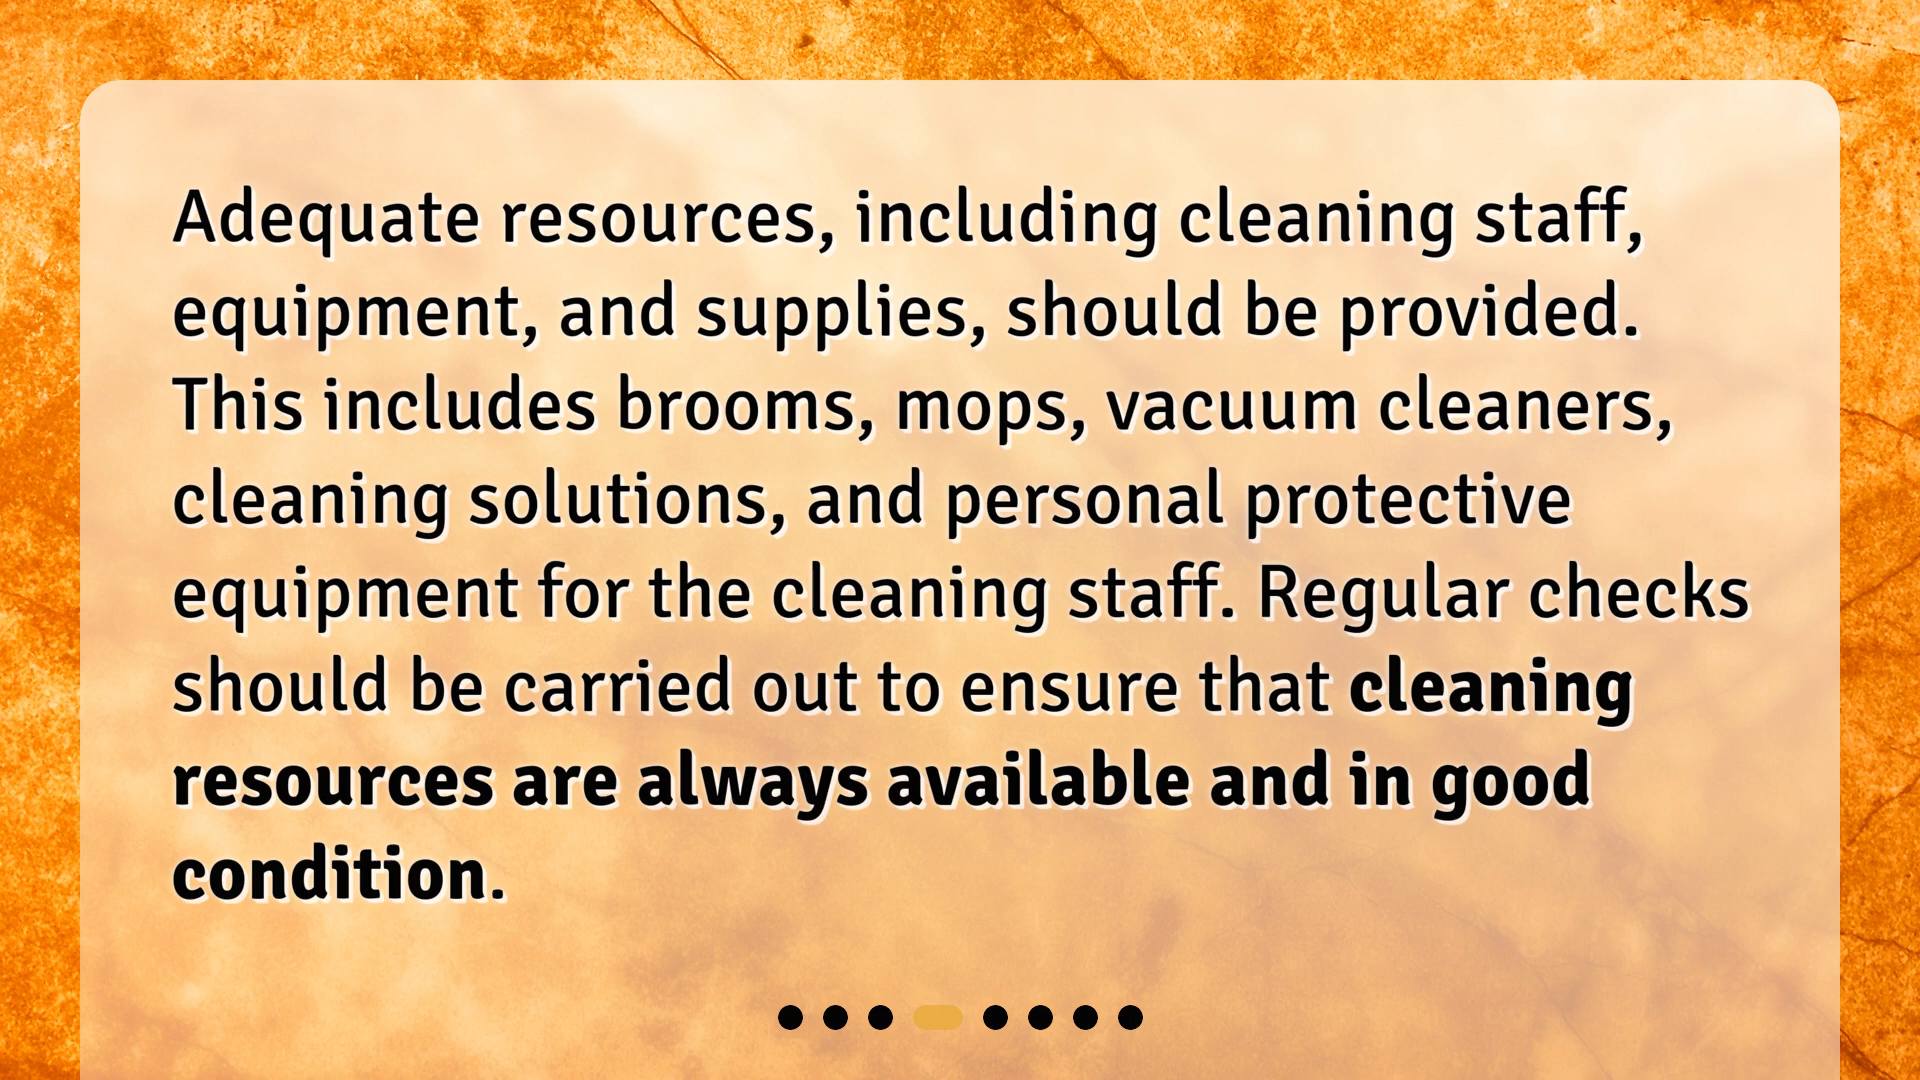 Adequate resources, including cleaning staff,
equipment, and supplies, should be provided.
This includes brooms, mops, vacuum cleaners,
cleaning solutions, and personal protective
equipment for the cleaning staff. Regular checks
should be carried out to ensure that cleaning
resources are always available and in good
condition.